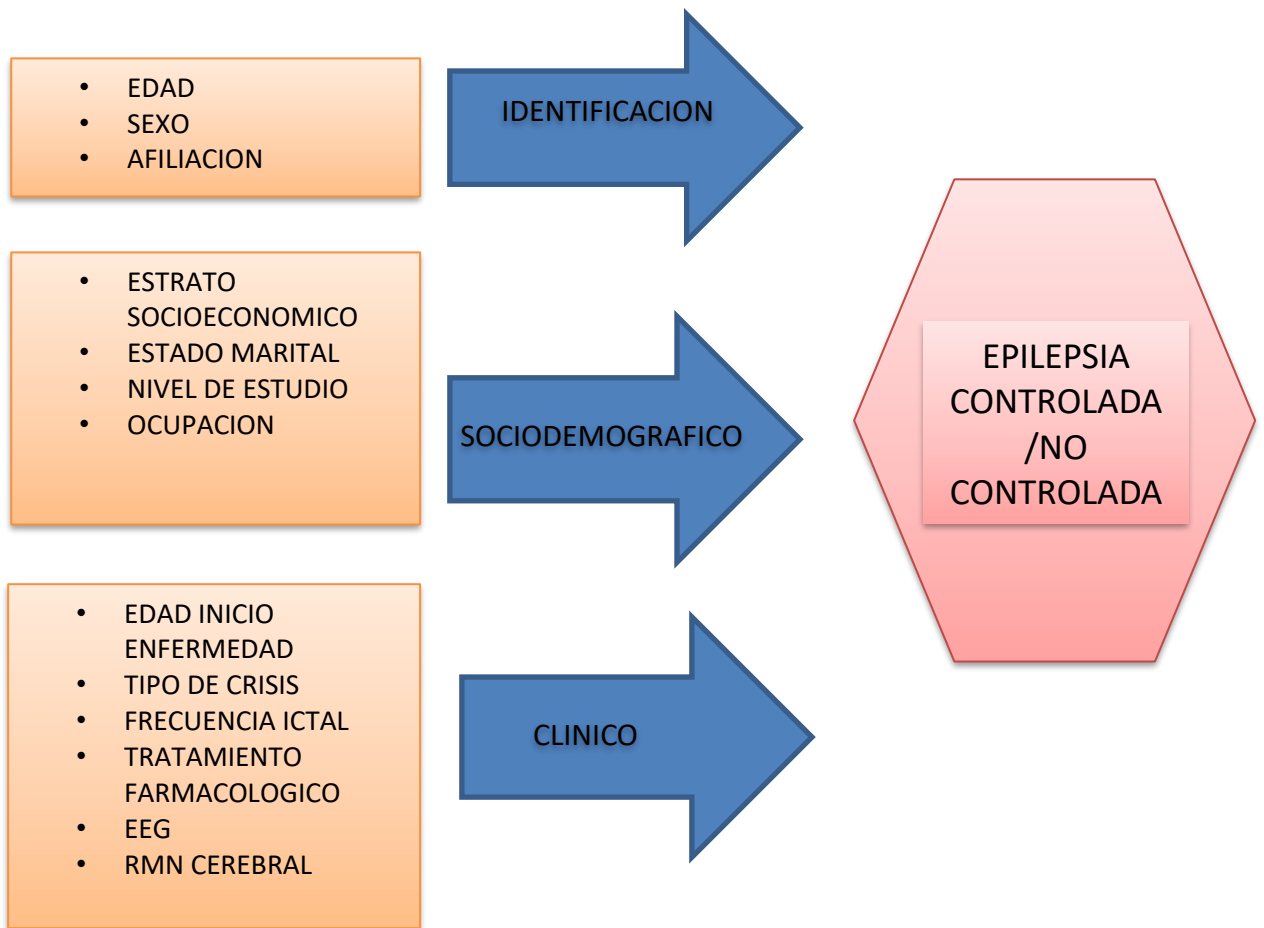 • EDAD
• SEXO
• AFILIACION
IDENTIFICACION
• ESTRATO
SOCIOECONOMICO
• ESTADO MARITAL
• NIVEL DE ESTUDIO
• OCUPACION
SOCIODEMOGRAFICO
• EDAD INICIO
ENFERMEDAD
• TIPO DE CRISIS
• FRECUENCIA ICTAL
• TRATAMIENTO
FARMACOLOGICO
• EEG
• RMN CEREBRAL
CLINICO
EPILEPSIA
CONTROLADA
/NO
CONTROLADA